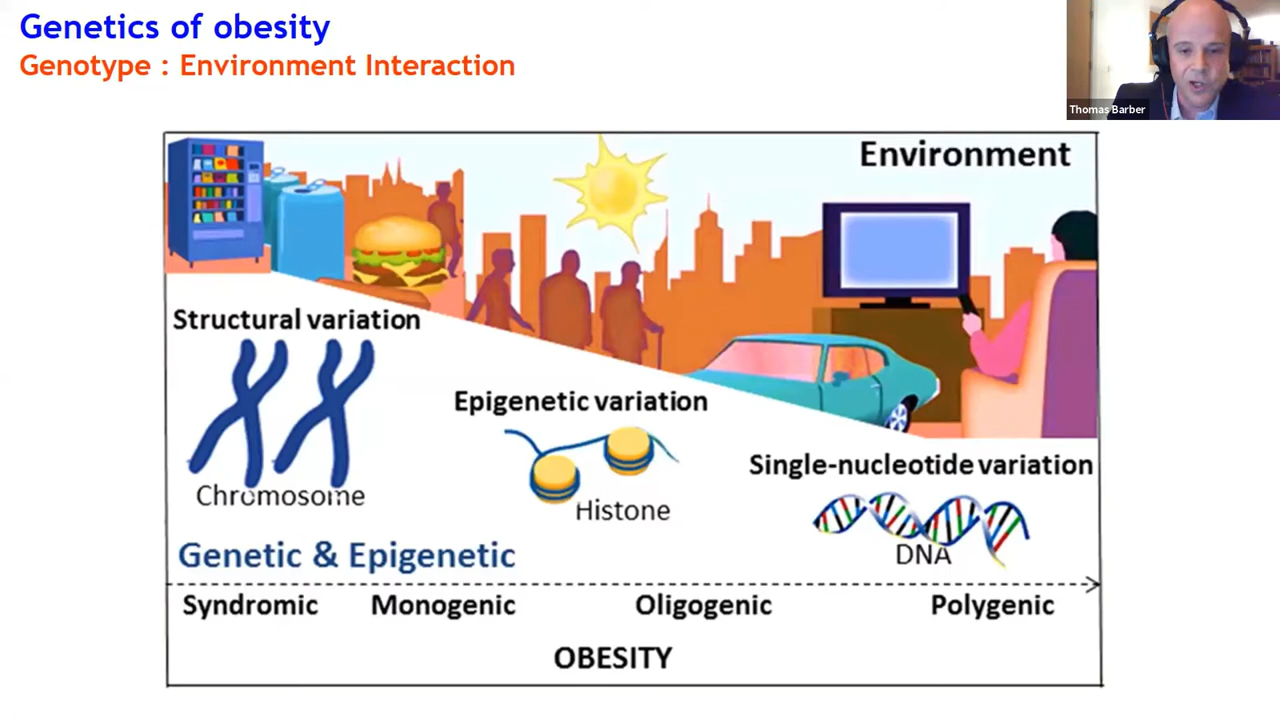 Genetics of obesity
Genotype : Environment Interaction
Thomas Barber
Environment
Structural variation
Epigenetic variation
Single-nucleotide variation
Chromosome
Histone
DNA
Genetic & Epigenetic
Syndromic Monogenic Oligogenic Polygenic
OBESITY